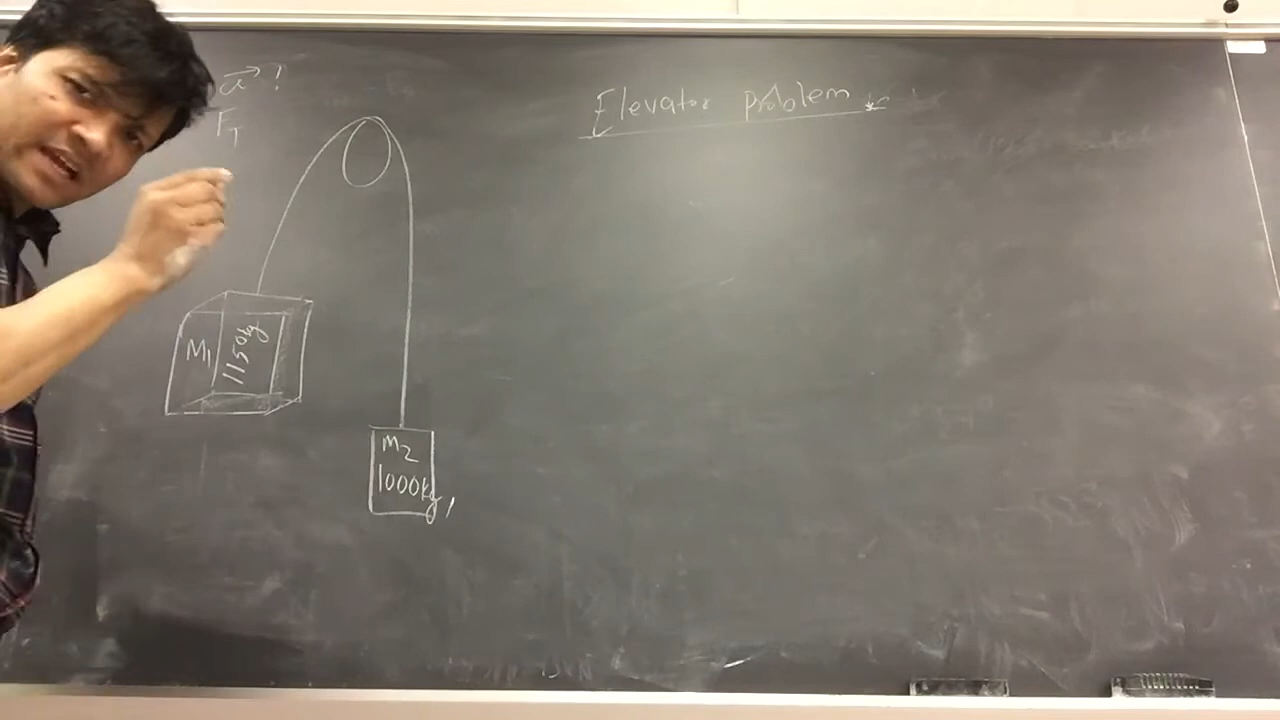 a→ ?
F_T
Elevator problem
M1 1150kg
m2
1000kg